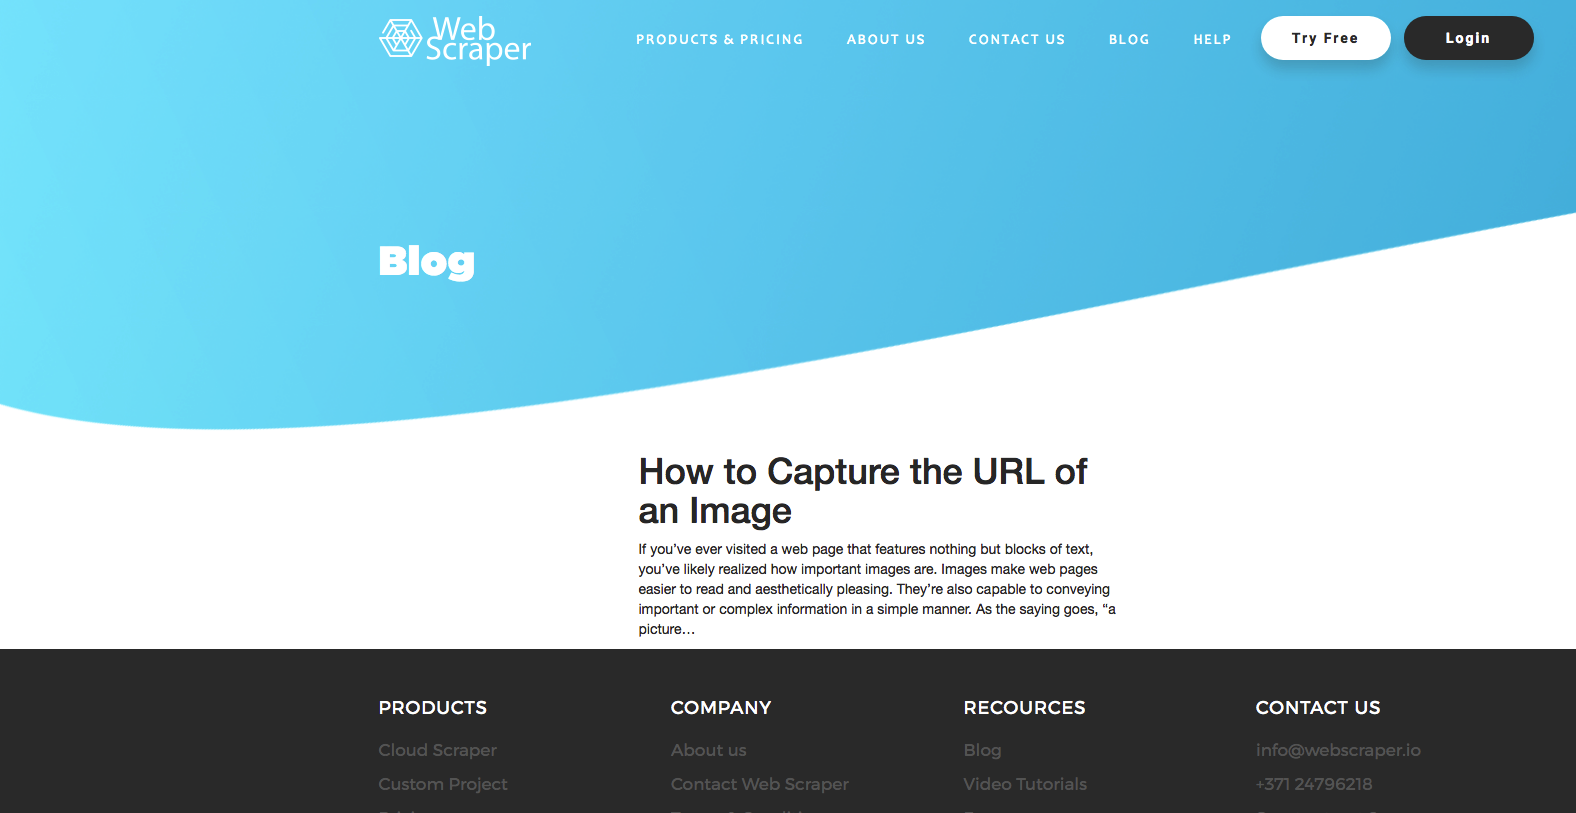 Web
Scraper
PRODUCTS & PRICING
ABOUT US
CONTACT US
BLOG
HELP
Try Free
Login
Blog
How to Capture the URL of
an Image
If you’ve ever visited a web page that features nothing but blocks of text,
you’ve likely realized how important images are. Images make web pages
easier to read and aesthetically pleasing. They’re also capable to conveying
important or complex information in a simple manner. As the saying goes, “a
picture…
PRODUCTS
Cloud Scraper
Custom Project
COMPANY
About us
Contact Web Scraper
RECOURCES
Blog
Video Tutorials
CONTACT US
info@webscraper.io
+371 24796218